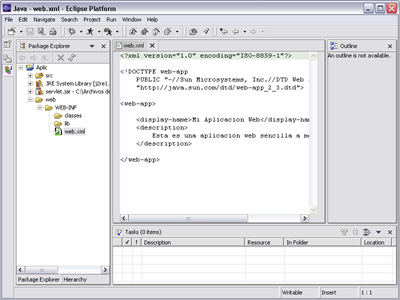 Java - web.xml - Eclipse Platform
File Edit Navigate Search Project Run Window Help
Package Explorer
Aplic
src
JRE System Library [j2re1.
servlet.jar - C:\Archivos de
web
WEB-INF
classes
lib
web.xml
Package Explorer Hierarchy
web.xml
<?xml version="1.0" encoding="ISO-8859-1"?>
<!DOCTYPE web-app
PUBLIC "-//Sun Microsystems, Inc.//DTD Web
"http://java.sun.com/dtd/web-app_2_3.dtd">
<web-app>
<display-name>Mi Aplicacion Web</display-na
<description>
Esta es una aplicacion web sencilla a mo
</description>
</web-app>
Outline
An outline is not available.
Tasks (0 items)
! Description Resource In Folder Location
Writable Insert 1 : 1